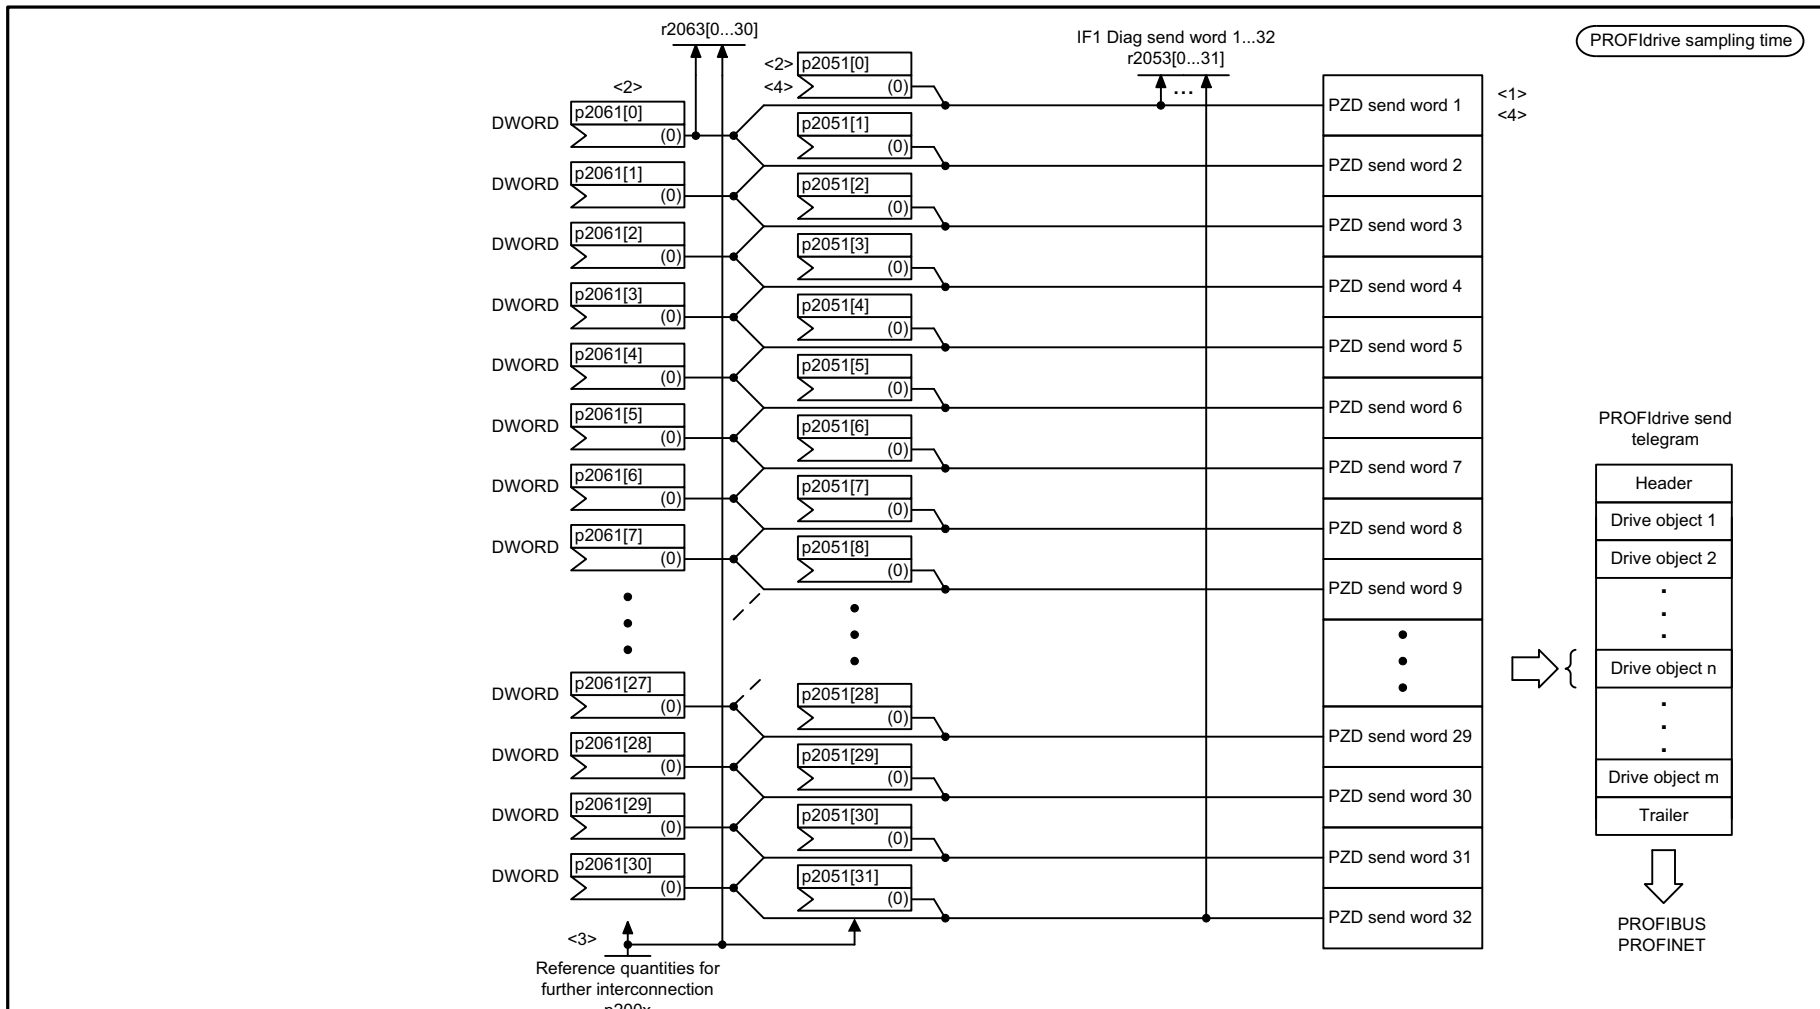 r2063[0...30]
IF1 Diag send word 1...32
r2053[0...31]
PROFIdrive sampling time
<2>
p2051[0]
<4>
(0)
<2>
PZD send word 1
<1>
<4>
DWORD
p2061[0]
(0)
p2051[1]
(0)
PZD send word 2
DWORD
p2061[1]
(0)
p2051[2]
(0)
PZD send word 3
DWORD
p2061[2]
(0)
p2051[3]
(0)
PZD send word 4
DWORD
p2061[3]
(0)
p2051[4]
(0)
PZD send word 5
DWORD
p2061[4]
(0)
p2051[5]
(0)
PZD send word 6
DWORD
p2061[5]
(0)
p2051[6]
(0)
PZD send word 7
DWORD
p2061[6]
(0)
p2051[7]
(0)
PZD send word 8
DWORD
p2061[7]
(0)
p2051[8]
(0)
PZD send word 9
DWORD
p2061[27]
(0)
p2051[28]
(0)
PZD send word 29
DWORD
p2061[28]
(0)
p2051[29]
(0)
PZD send word 30
DWORD
p2061[29]
(0)
p2051[30]
(0)
PZD send word 31
DWORD
p2061[30]
(0)
p2051[31]
(0)
PZD send word 32
<3>
Reference quantities for
further interconnection
p200x
PROFIdrive send
telegram
Header
Drive object 1
Drive object 2
Drive object n
Drive object m
Trailer
PROFIBUS
PROFINET